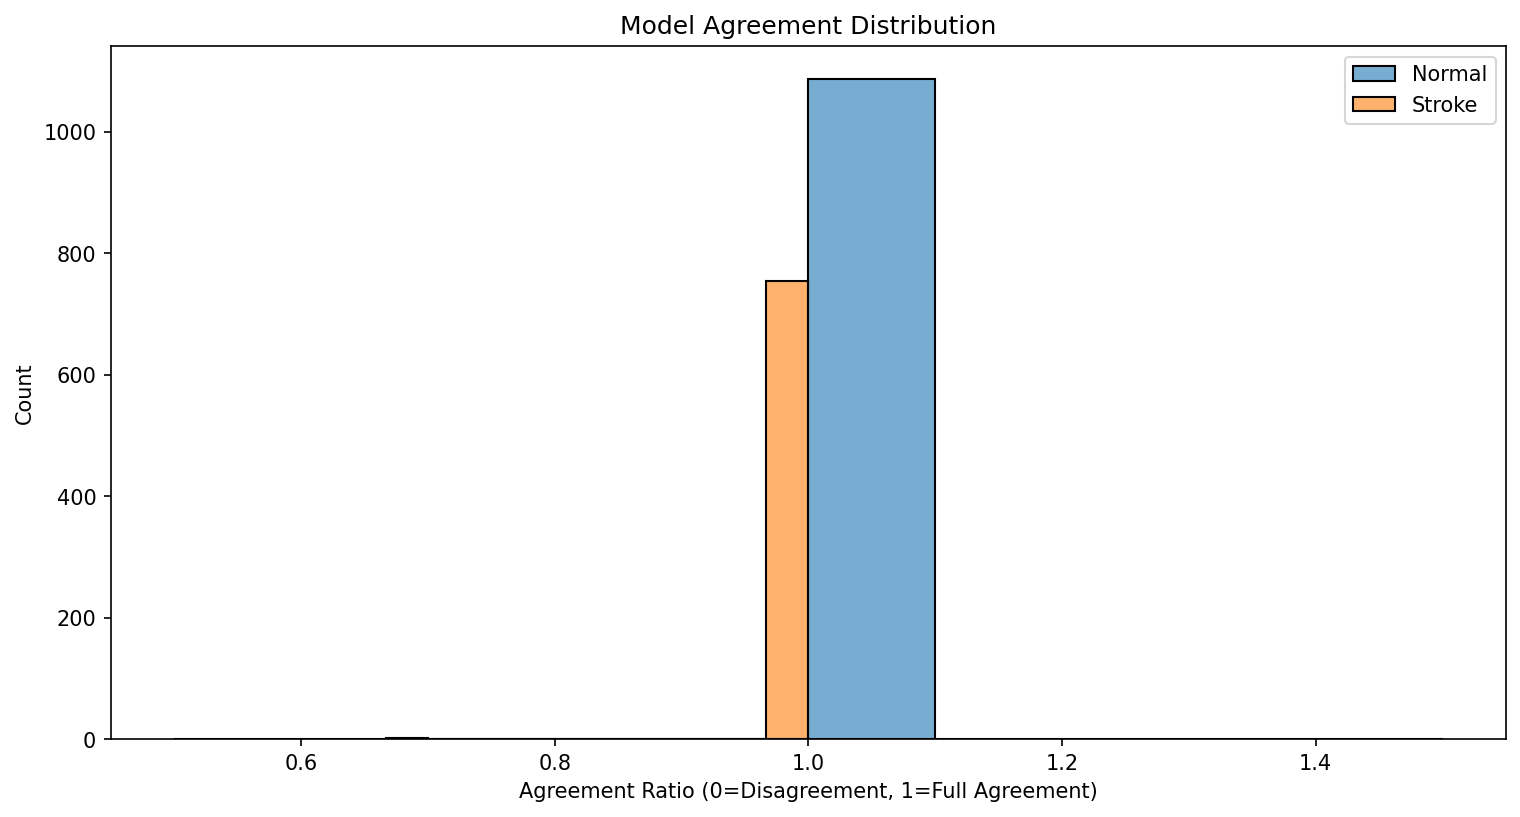 Model Agreement Distribution
Normal
Stroke
1000
800
600
400
200
0
Count
0.6 0.8 1.0 1.2 1.4
Agreement Ratio (0=Disagreement, 1=Full Agreement)